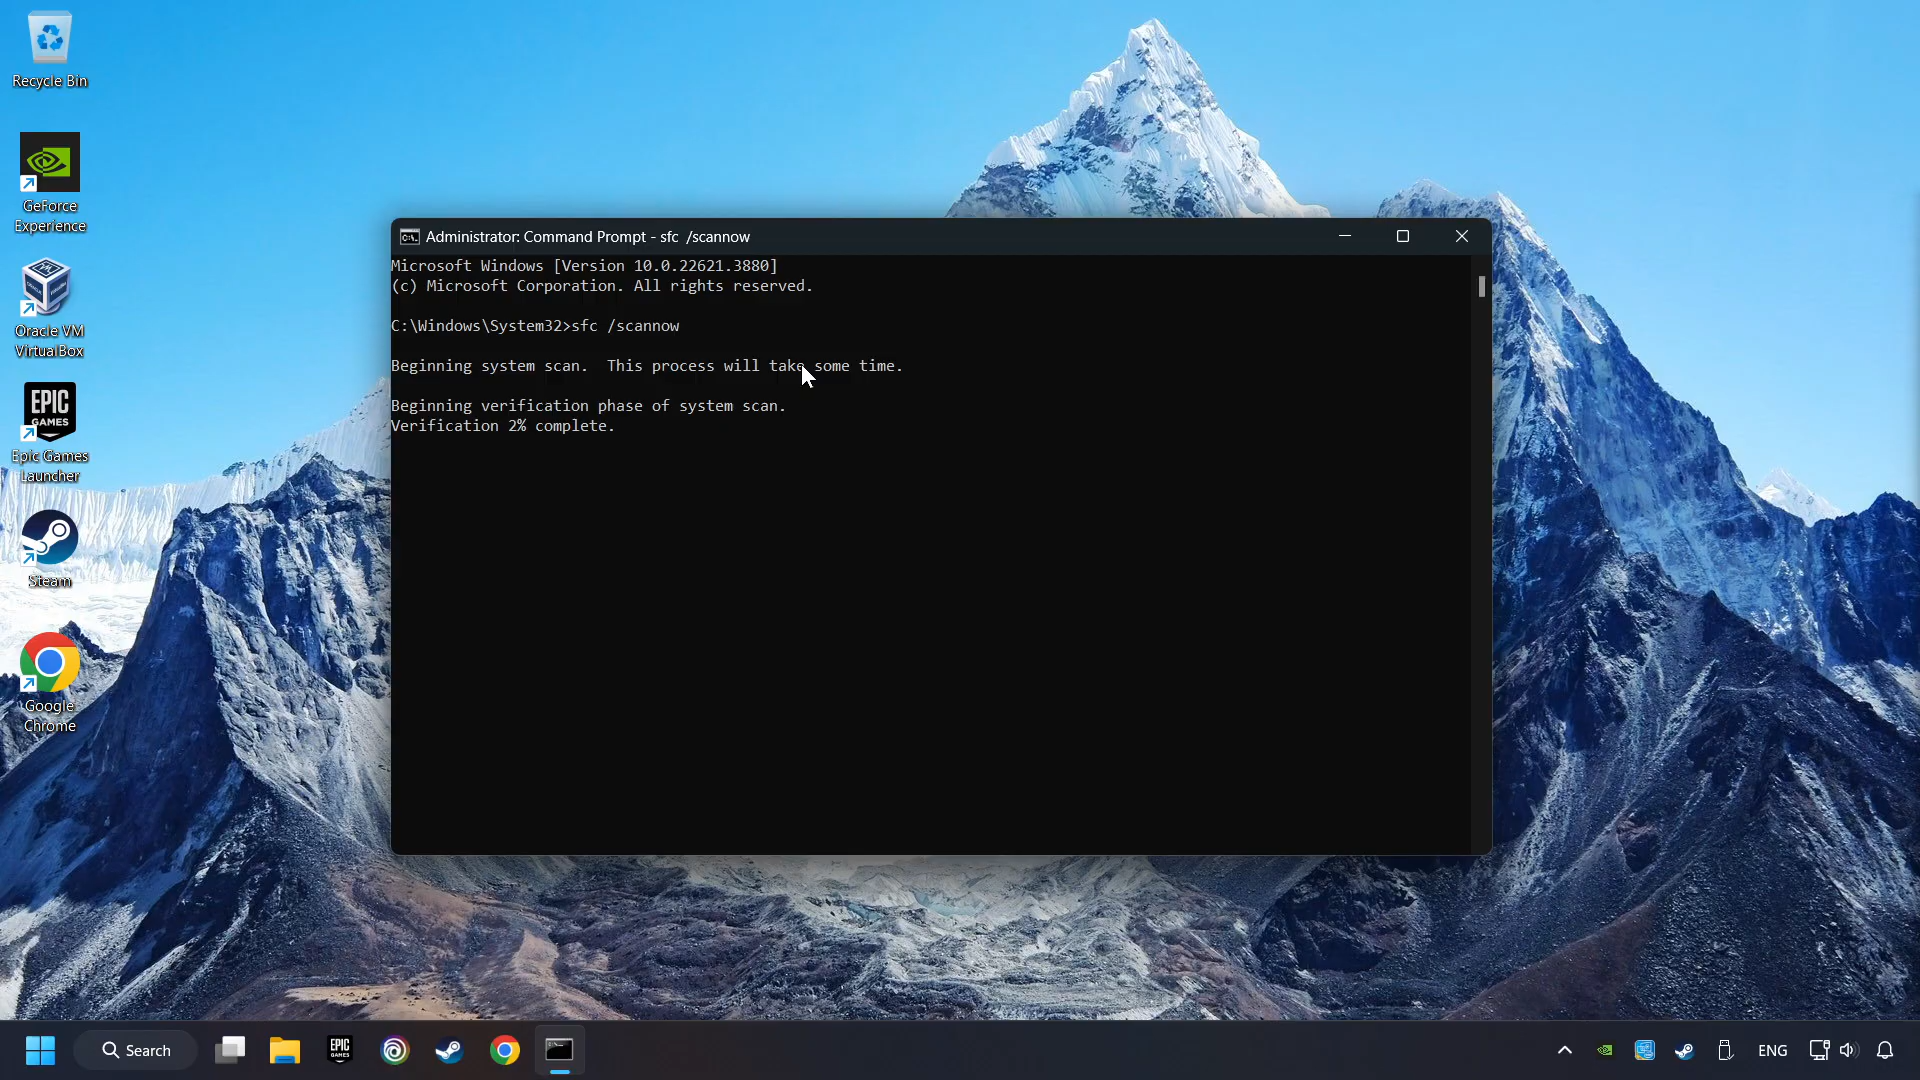 Recycle Bin
GeForce
Experience
Oracle VM
VirtualBox
EPIC
GAMES
Epic Games
Launcher
Steam
Google
Chrome
Administrator: Command Prompt - sfc  /scannow
Microsoft Windows [Version 10.0.22621.3880]
(c) Microsoft Corporation. All rights reserved.
C:\Windows\System32>sfc /scannow
Beginning system scan.  This process will take some time.
Beginning verification phase of system scan.
Verification 2% complete.
Search
EPIC
GAMES
ENG